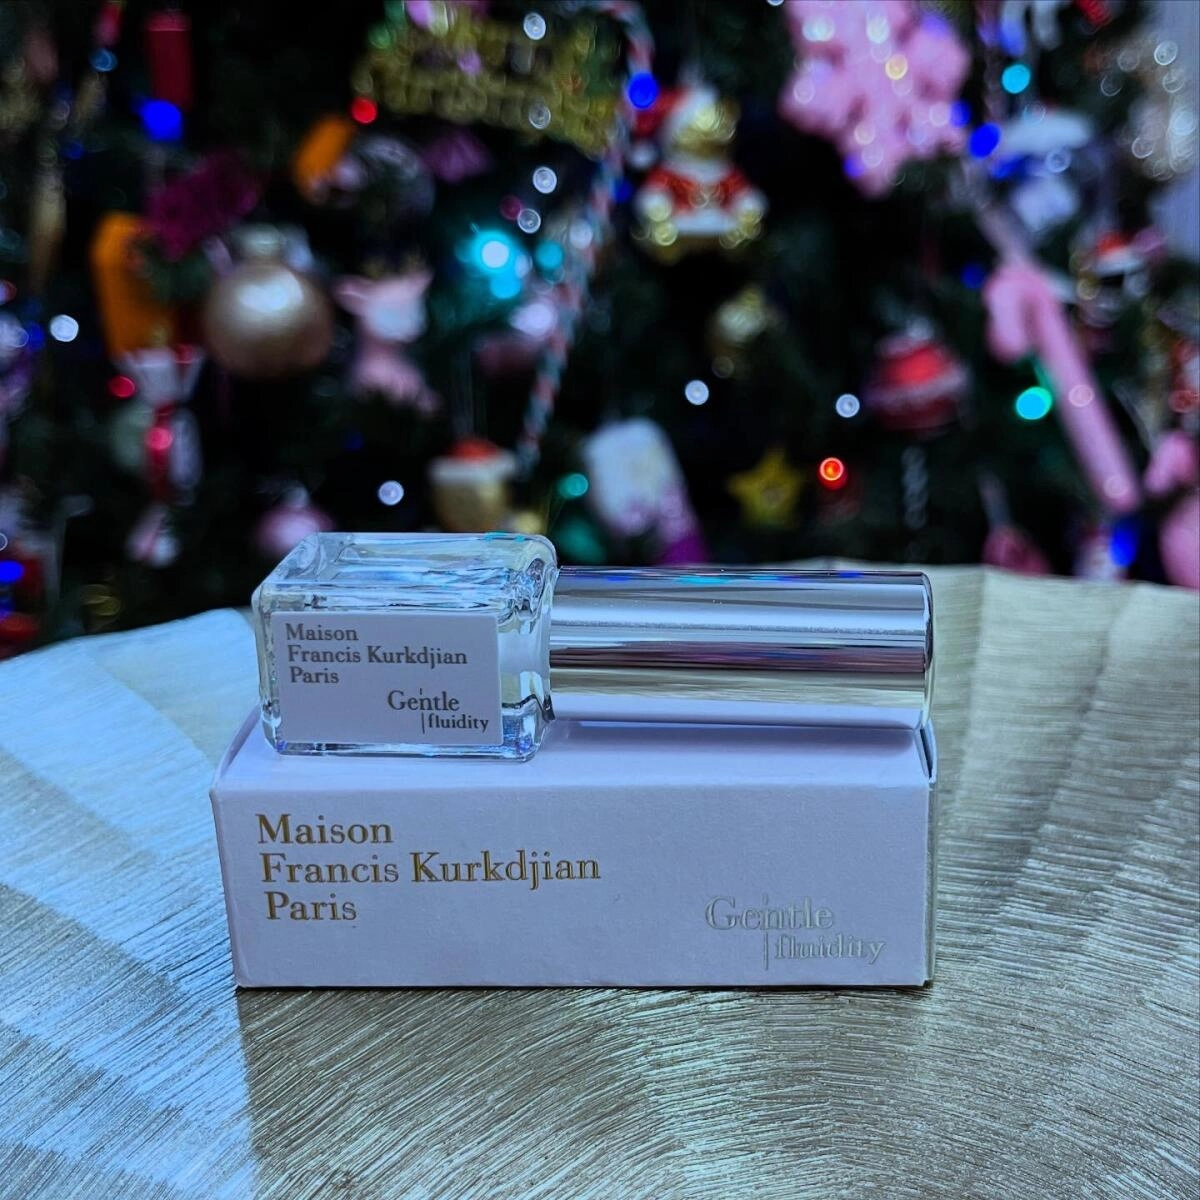 Maison
Francis Kurkdjian
Paris
Gentle
fluidity
Maison
Francis Kurkdjian
Paris
Gentle
fluidity